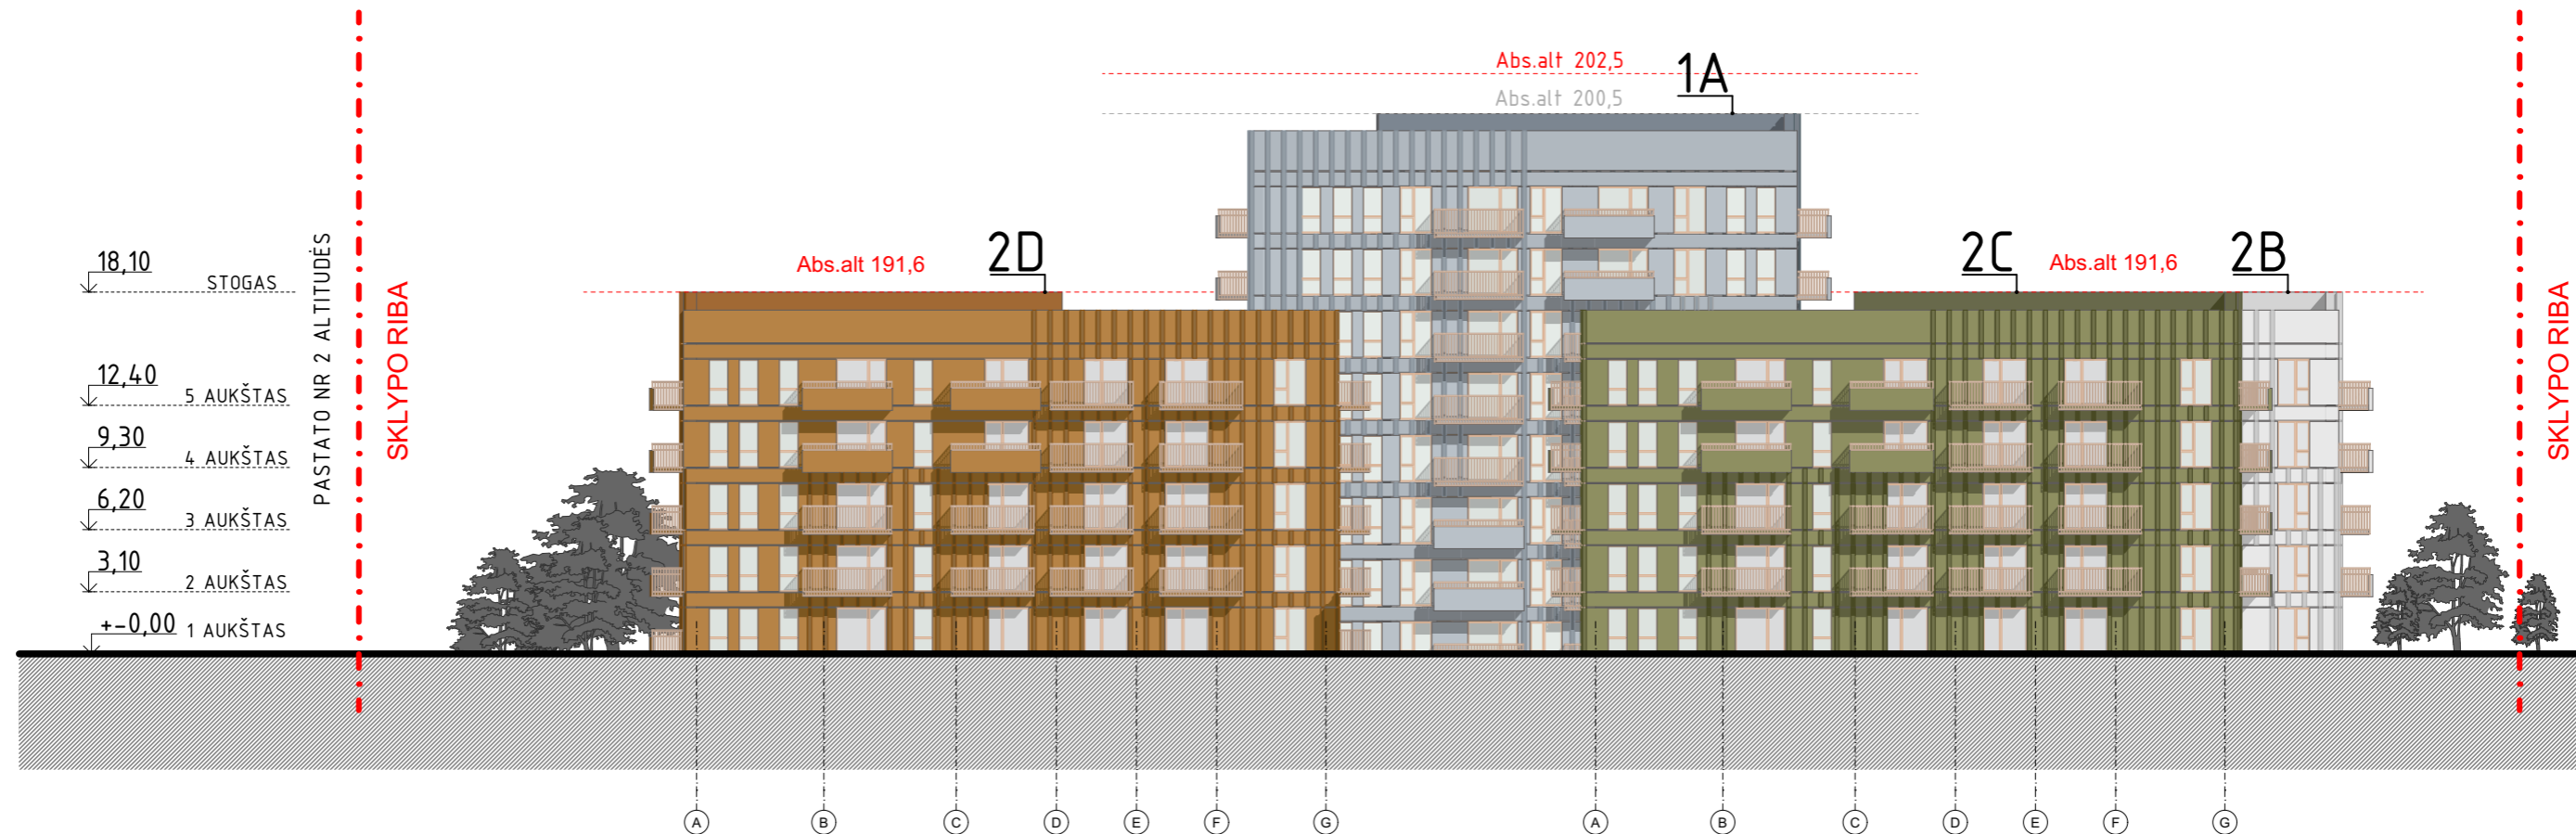 Abs.alt 202,5
1A
Abs.alt 200,5
2D
Abs.alt 191,6
2C
Abs.alt 191,6
2B
18,10
STOGAS
12,40
5 AUKŠTAS
9,30
4 AUKŠTAS
6,20
3 AUKŠTAS
3,10
2 AUKŠTAS
+-0,00
1 AUKŠTAS
PASTATO NR 2 ALTITUDĖS
SKLYPO RIBA
SKLYPO RIBA
A B C D E F G A B C D E F G